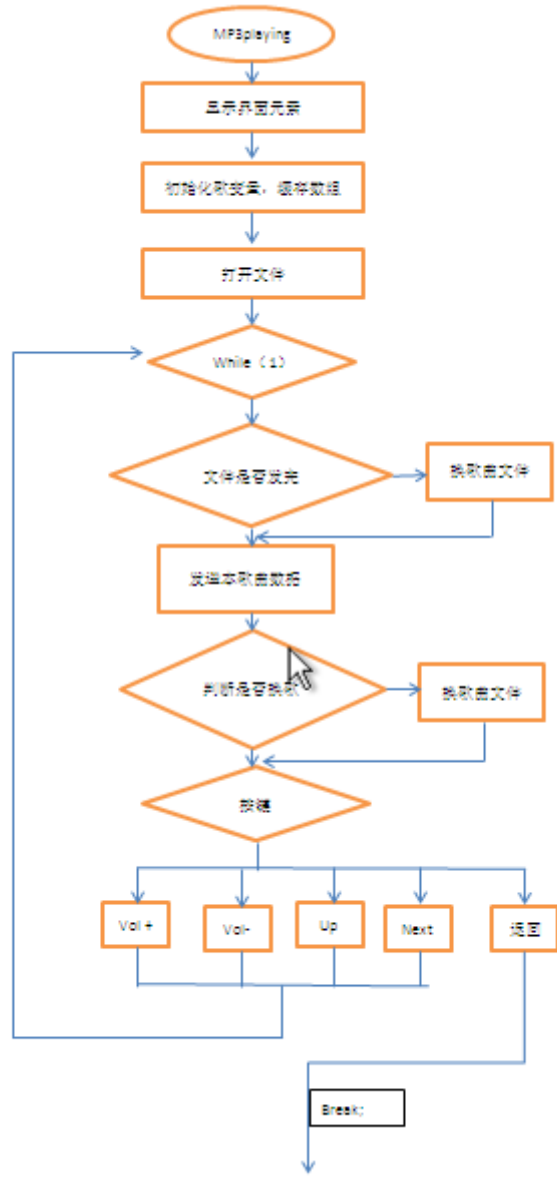 MP3playing
显示界面元素
初始化歌变量，缓存数组
打开文件
While（1）
文件是否发完
换歌曲文件
发送本歌曲数据
判断是否换歌
换歌曲文件
按键
Vol +
Vol-
Up
Next
返回
Break;